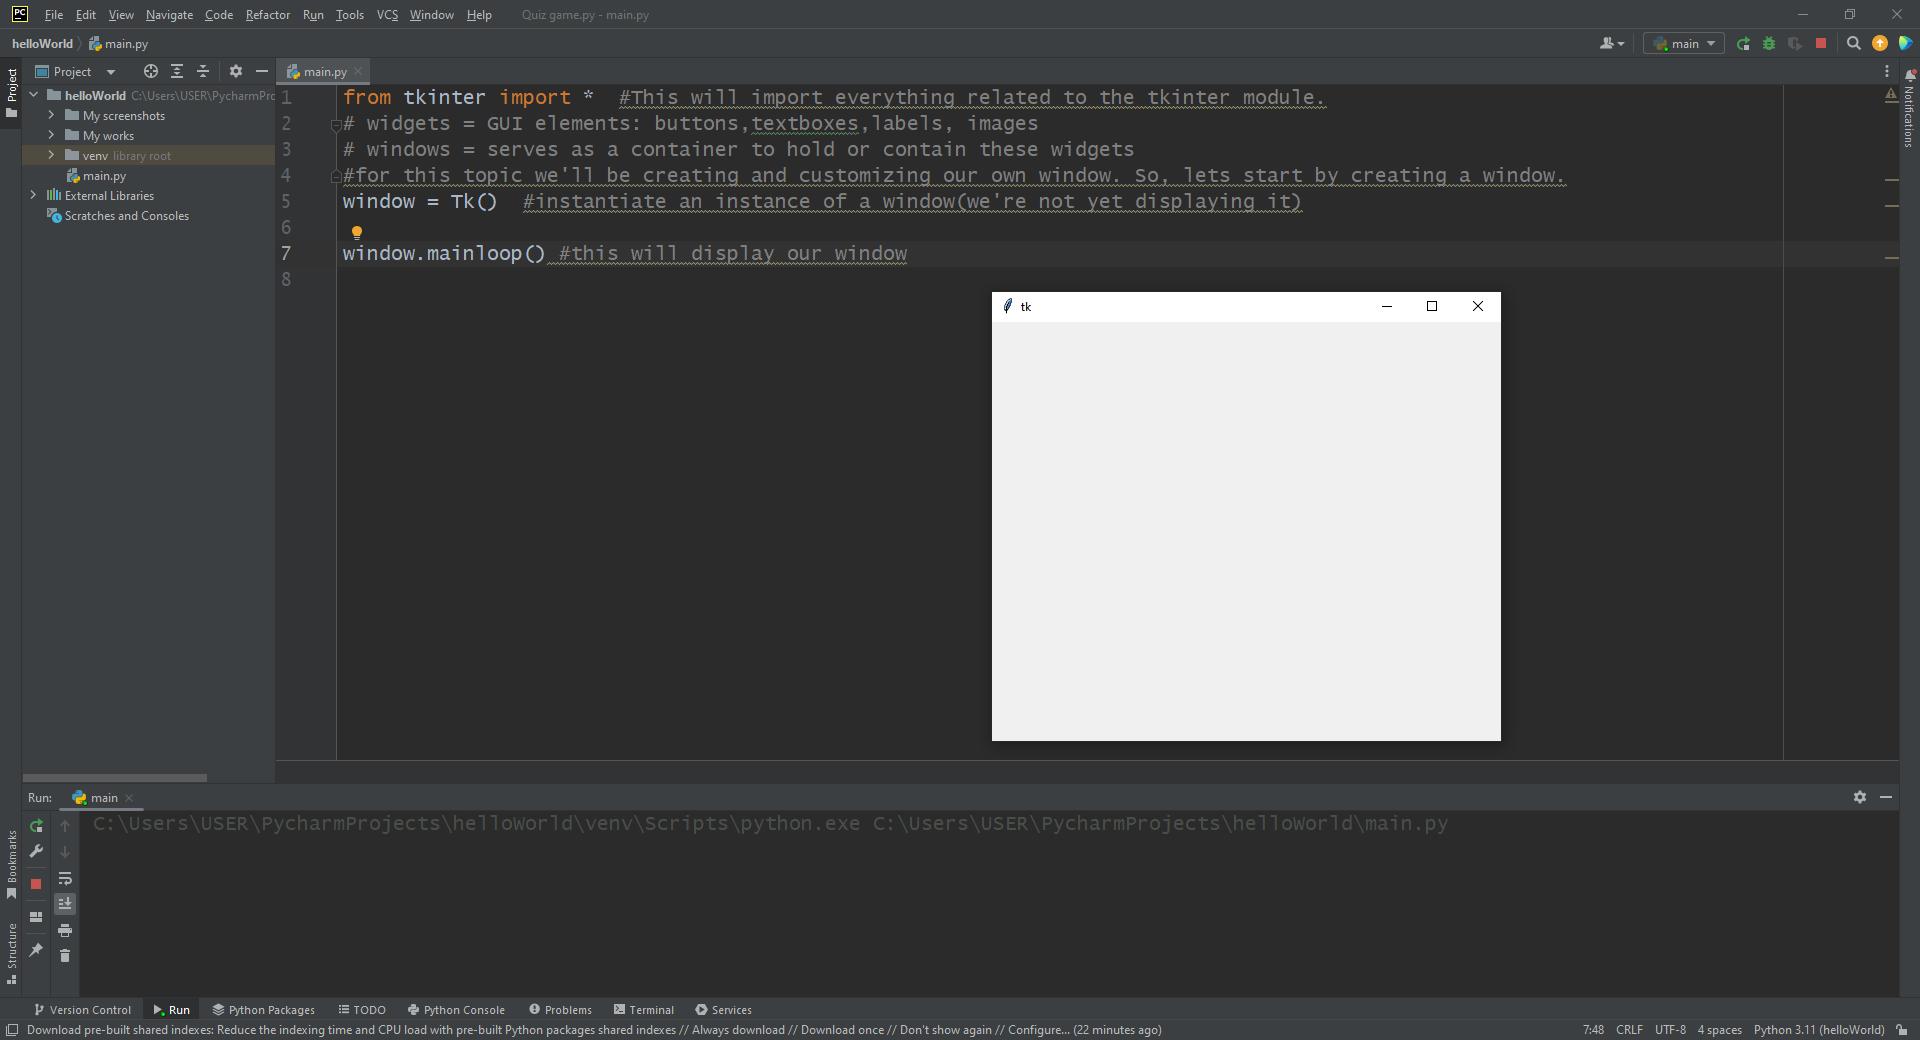 PC File Edit View Navigate Code Refactor Run Tools VCS Window Help Quiz game.py - main.py
helloWorld main.py main
Project
Project main.py
helloWorld C:\Users\USER\PycharmPro
My screenshots
My works
venv library root
main.py
External Libraries
Scratches and Consoles
Notifications
1 from tkinter import *  #This will import everything related to the tkinter module.
2 # widgets = GUI elements: buttons,textboxes,labels, images
3 # windows = serves as a container to hold or contain these widgets
4 #for this topic we'll be creating and customizing our own window. So, lets start by creating a window.
5 window = Tk()  #instantiate an instance of a window(we're not yet displaying it)
6
7 window.mainloop() #this will display our window
8
tk
Run: main
C:\Users\USER\PycharmProjects\helloWorld\venv\Scripts\python.exe C:\Users\USER\PycharmProjects\helloWorld\main.py
Bookmarks
Structure
Version Control Run Python Packages TODO Python Console Problems Terminal Services
Download pre-built shared indexes: Reduce the indexing time and CPU load with pre-built Python packages shared indexes // Always download // Download once // Don't show again // Configure... (22 minutes ago) 7:48 CRLF UTF-8 4 spaces Python 3.11 (helloWorld)